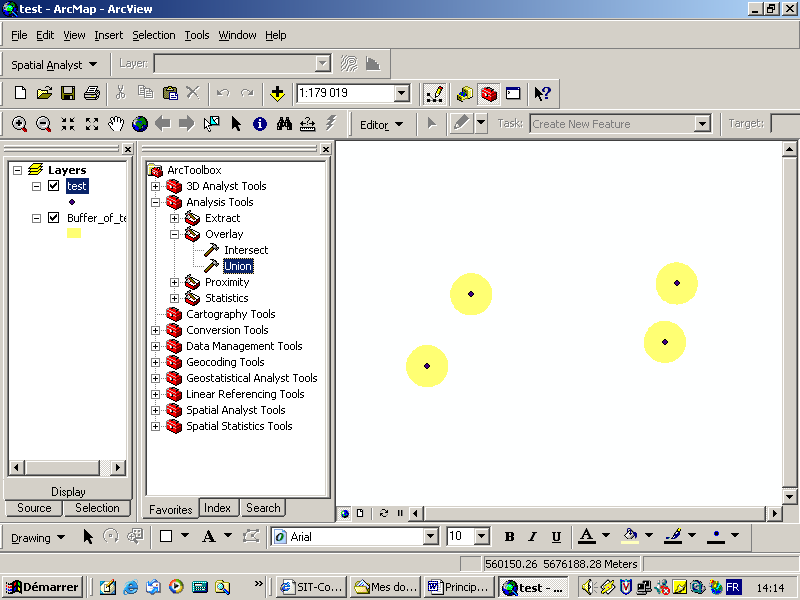 test - ArcMap - ArcView
File Edit View Insert Selection Tools Window Help
Spatial Analyst Layer:
1:179 019
Editor Task: Create New Feature Target:
Layers
test
Buffer_of_te
ArcToolbox
3D Analyst Tools
Analysis Tools
Extract
Overlay
Intersect
Union
Proximity
Statistics
Cartography Tools
Conversion Tools
Data Management Tools
Geocoding Tools
Geostatistical Analyst Tools
Linear Referencing Tools
Spatial Analyst Tools
Spatial Statistics Tools
Display
Source Selection
Favorites Index Search
Drawing A Arial 10 B I U A
560150.26 5676188.28 Meters
Démarrer » SIT-Co... Mes do... Princip... test - ... FR 14:14